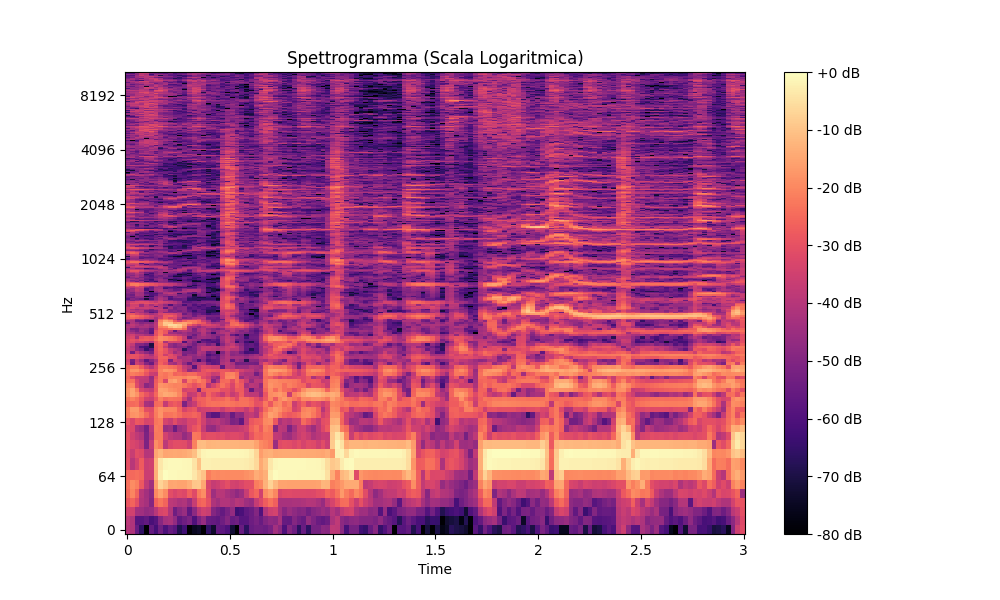 Spettrogramma (Scala Logaritmica)
Hz
8192
4096
2048
1024
512
256
128
64
0
0
0.5
1
1.5
2
2.5
3
Time
+0 dB
-10 dB
-20 dB
-30 dB
-40 dB
-50 dB
-60 dB
-70 dB
-80 dB